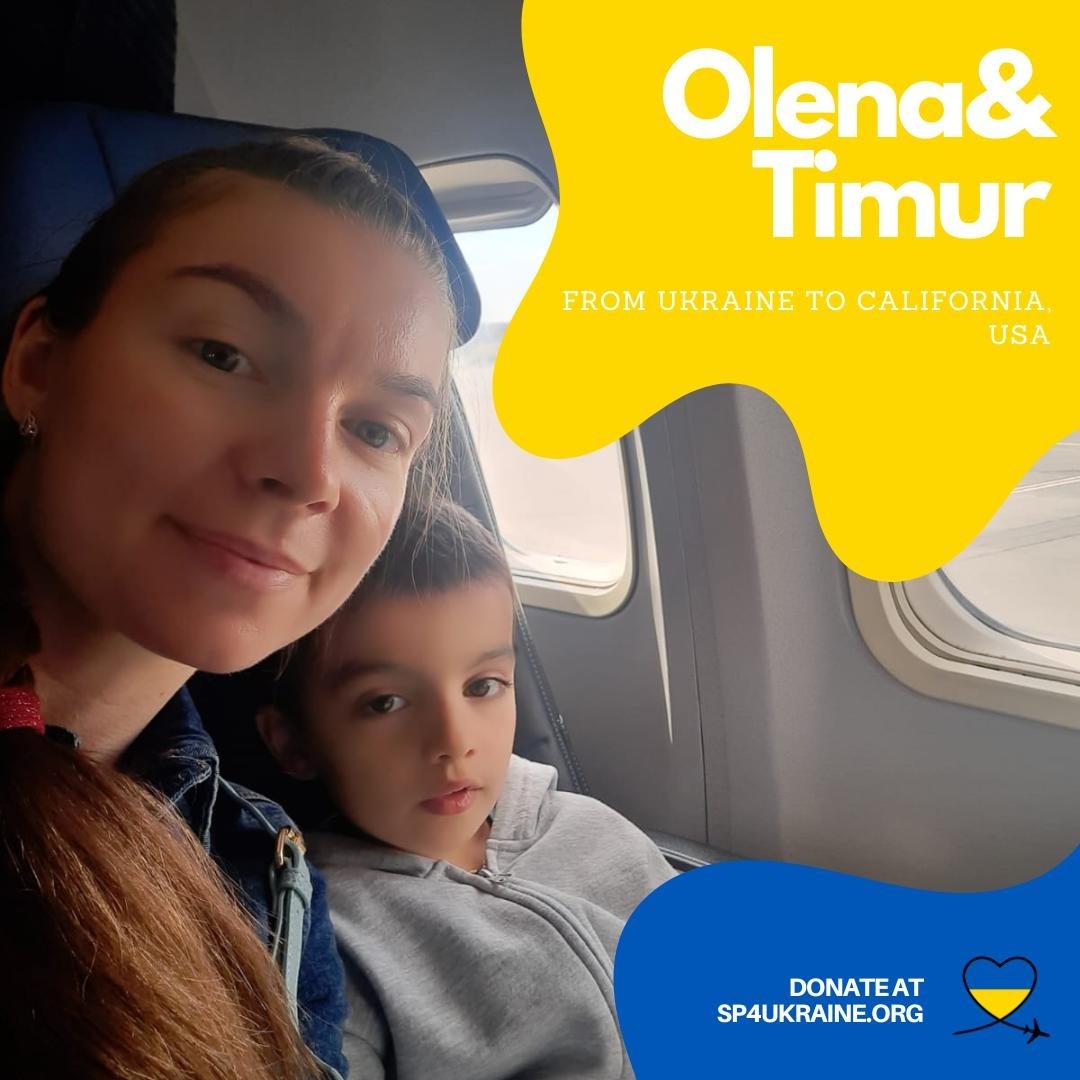 Olena&
Timur
FROM UKRAINE TO CALIFORNIA,
USA
DONATE AT
SP4UKRAINE.ORG